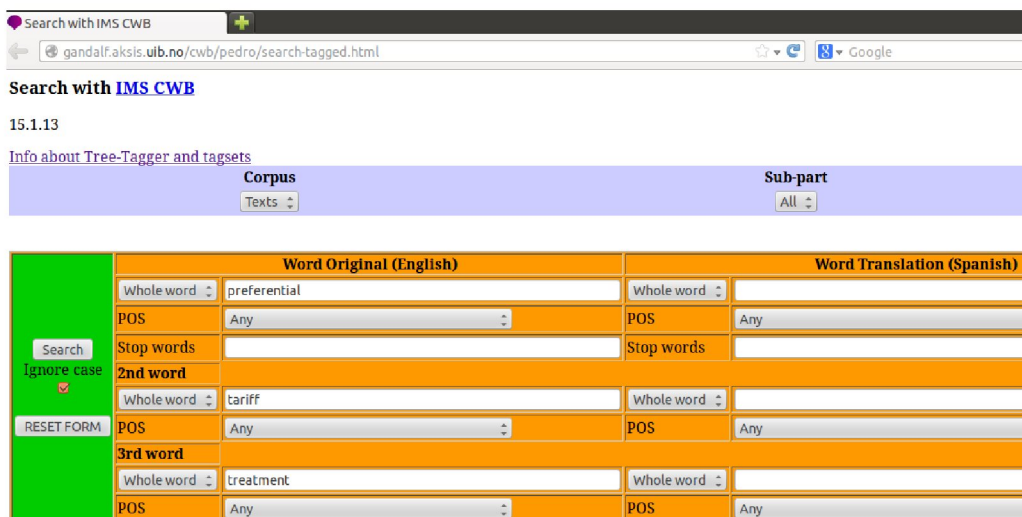 Search with IMS CWB
gandalf.aksis.uib.no/cwb/pedro/search-tagged.html Google
Search with IMS CWB
15.1.13
Info about Tree-Tagger and tagsets
Corpus Sub-part
Texts All
Word Original (English) Word Translation (Spanish)
Whole word preferential Whole word
POS Any POS Any
Search Stop words Stop words
Ignore case 2nd word
Whole word tariff Whole word
RESET FORM POS Any POS Any
3rd word
Whole word treatment Whole word
POS Any POS Any